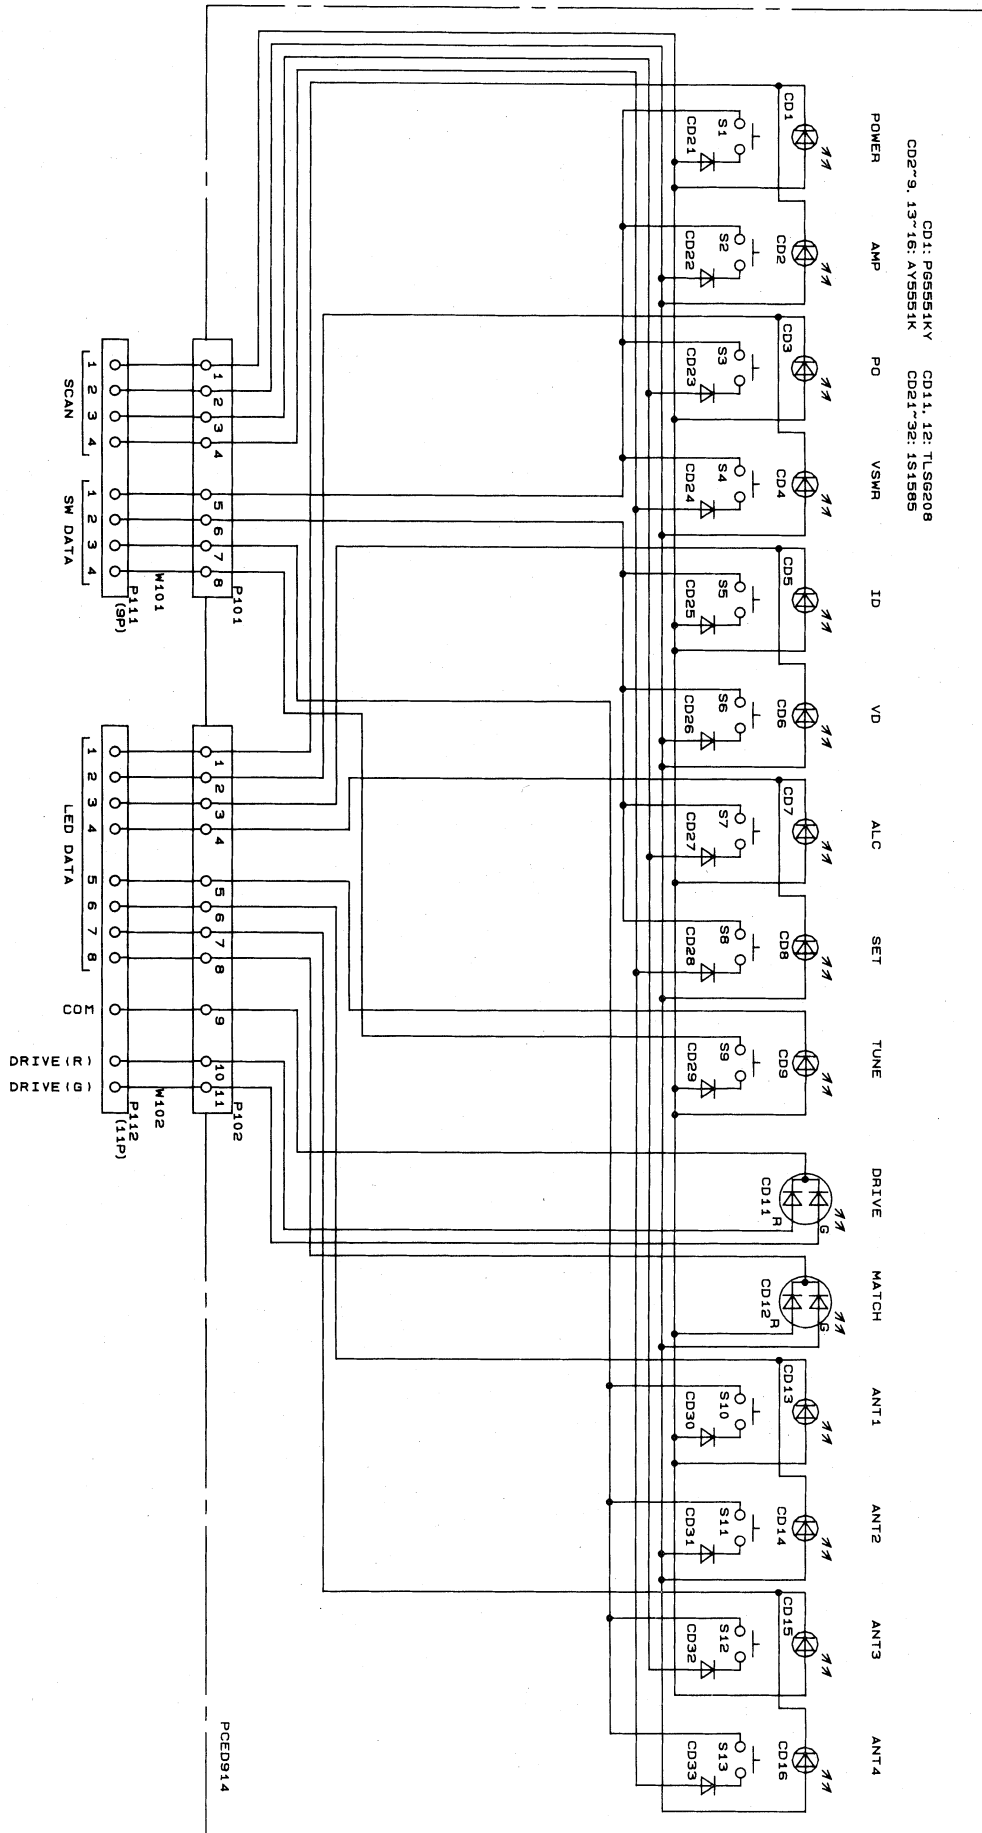 CD1: PG5551KY CD11, 12: TLSG208
CD2~9, 13~16: AY5551K CD21~32: 1S1585
POWER AMP PO VSWR ID VD ALC SET TUNE DRIVE MATCH ANT1 ANT2 ANT3 ANT4
CD1 CD2 CD3 CD4 CD5 CD6 CD7 CD8 CD9 CD11 R G CD12 R G CD13 CD14 CD15 CD16
S1 S2 S3 S4 S5 S6 S7 S8 S9 S10 S11 S12 S13
CD21 CD22 CD23 CD24 CD25 CD26 CD27 CD28 CD29 CD30 CD31 CD32 CD33
P101 P102
1 2 3 4 5 6 7 8 1 2 3 4 5 6 7 8 9 10 11
W101 W102
P111 P112
(9P) (11P)
1 2 3 4 1 2 3 4 1 2 3 4 5 6 7 8
SCAN SW DATA LED DATA
COM
DRIVE(R)
DRIVE(G)
PCED914